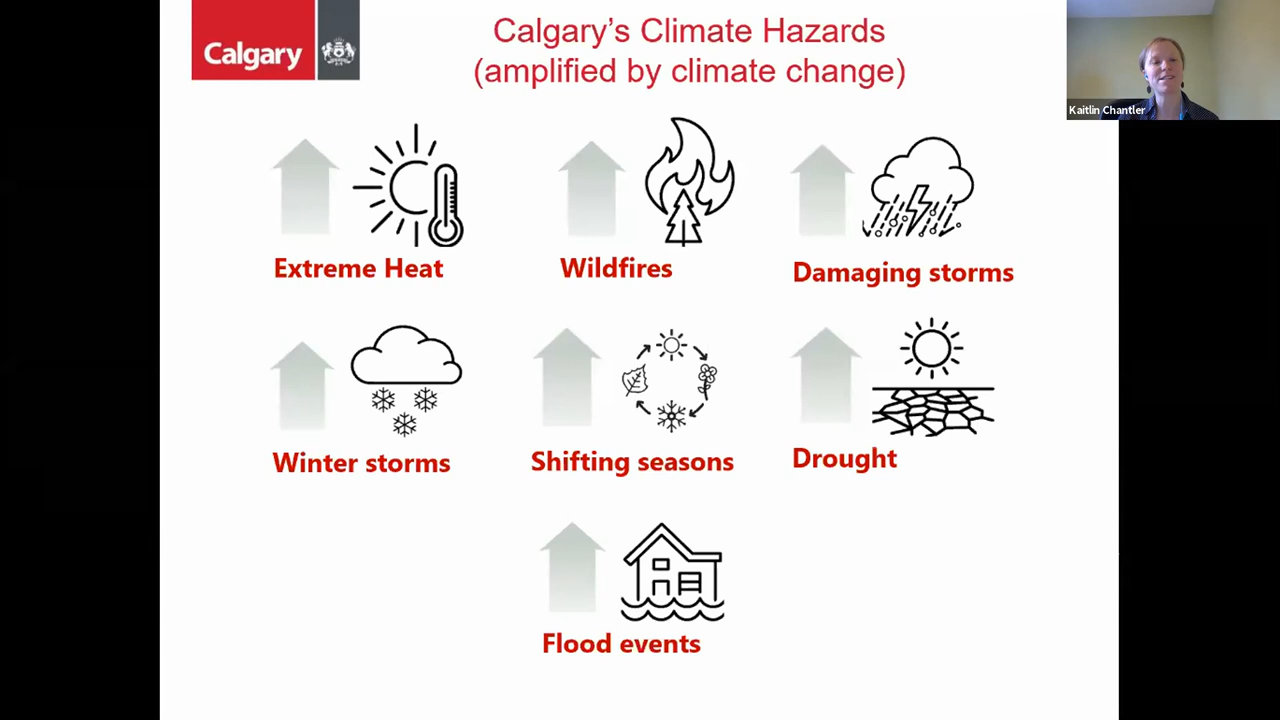 Calgary
Calgary's Climate Hazards
(amplified by climate change)
Kaitlin Chantler
Extreme Heat
Wildfires
Damaging storms
Winter storms
Shifting seasons
Drought
Flood events